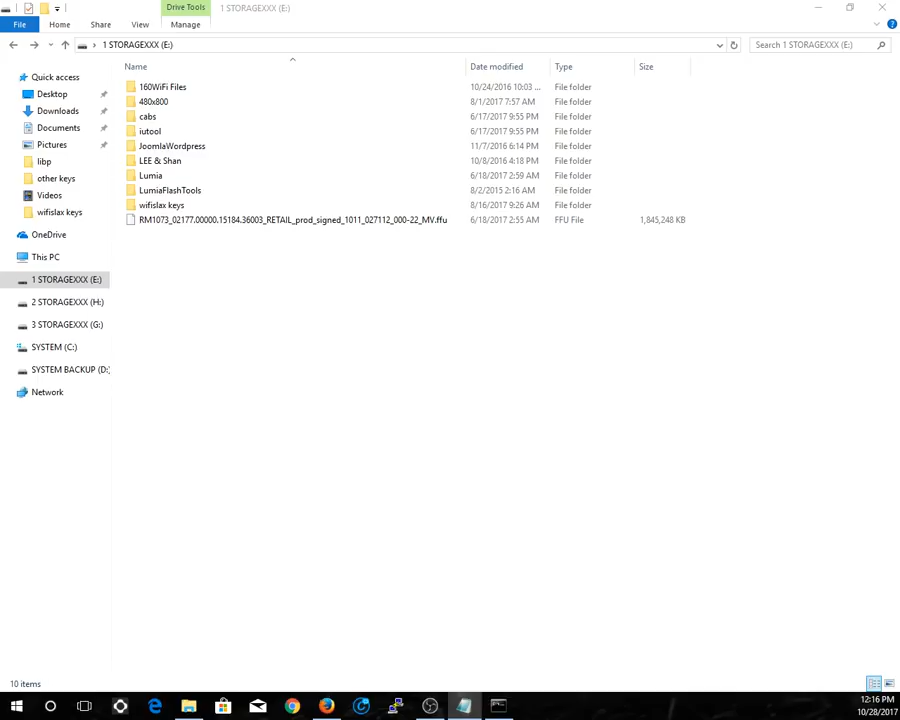 Drive Tools 1 STORAGEXXX (E:)
File Home Share View Manage
1 STORAGEXXX (E:) Search 1 STORAGEXXX (E:)
Name Date modified Type Size
Quick access
Desktop
Downloads
Documents
Pictures
libp
other keys
Videos
wifislax keys
OneDrive
This PC
1 STORAGEXXX (E:)
2 STORAGEXXX (H:)
3 STORAGEXXX (G:)
SYSTEM (C:)
SYSTEM BACKUP (D:
Network
160WiFi Files 10/24/2016 10:03 ... File folder
480x800 8/1/2017 7:57 AM File folder
cabs 6/17/2017 9:55 PM File folder
iutool 6/17/2017 9:55 PM File folder
JoomlaWordpress 11/7/2016 6:14 PM File folder
LEE & Shan 10/8/2016 4:18 PM File folder
Lumia 6/18/2017 2:59 AM File folder
LumiaFlashTools 8/2/2015 2:16 AM File folder
wifislax keys 8/16/2017 9:26 AM File folder
RM1073_02177.00000.15184.36003_RETAIL_prod_signed_1011_027112_000-22_MV.ffu 6/18/2017 2:55 AM FFU File 1,845,248 KB
10 items
12:16 PM
10/28/2017